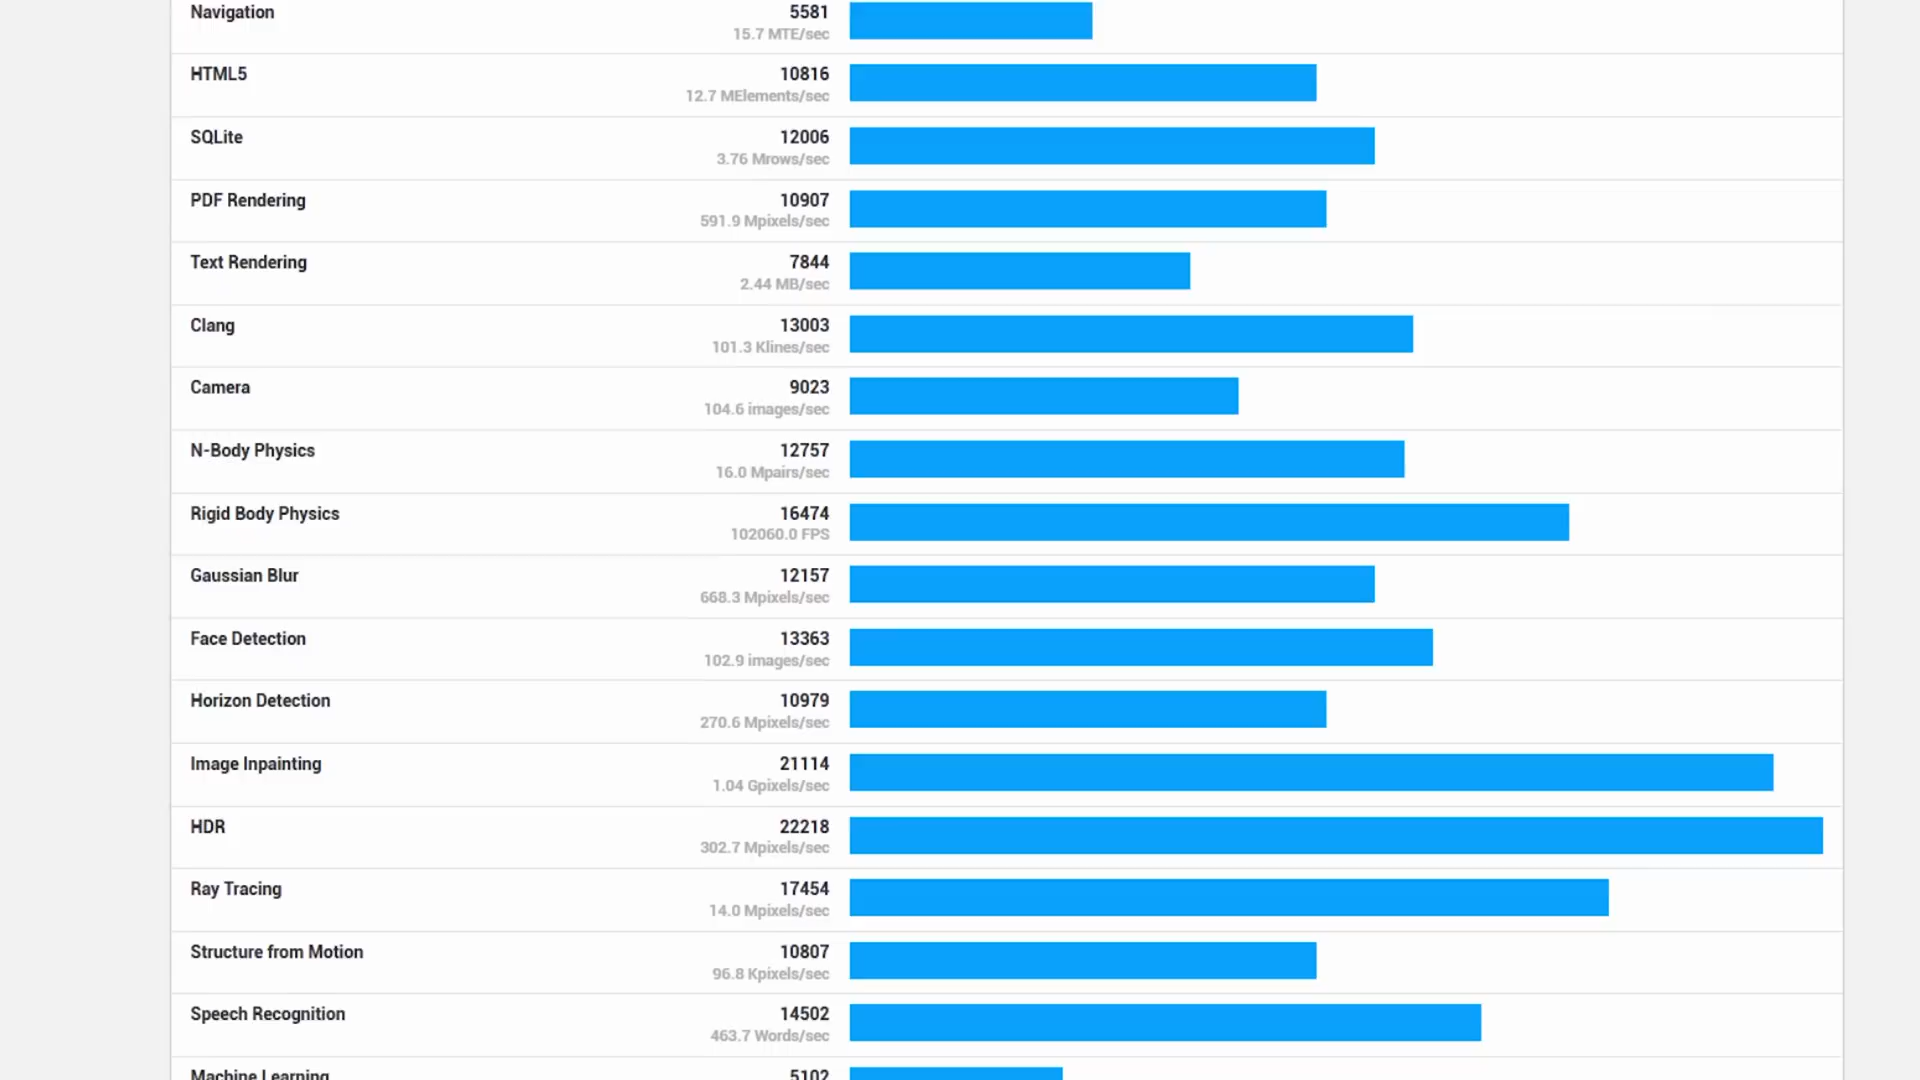 Navigation 5581
15.7 MTE/sec
HTML5 10816
12.7 MElements/sec
SQLite 12006
3.76 Mrows/sec
PDF Rendering 10907
591.9 Mpixels/sec
Text Rendering 7844
2.44 MB/sec
Clang 13003
101.3 Klines/sec
Camera 9023
104.6 images/sec
N-Body Physics 12757
16.0 Mpairs/sec
Rigid Body Physics 16474
102060.0 FPS
Gaussian Blur 12157
668.3 Mpixels/sec
Face Detection 13363
102.9 images/sec
Horizon Detection 10979
270.6 Mpixels/sec
Image Inpainting 21114
1.04 Gpixels/sec
HDR 22218
302.7 Mpixels/sec
Ray Tracing 17454
14.0 Mpixels/sec
Structure from Motion 10807
96.8 Kpixels/sec
Speech Recognition 14502
463.7 Words/sec
Machine Learning 5102